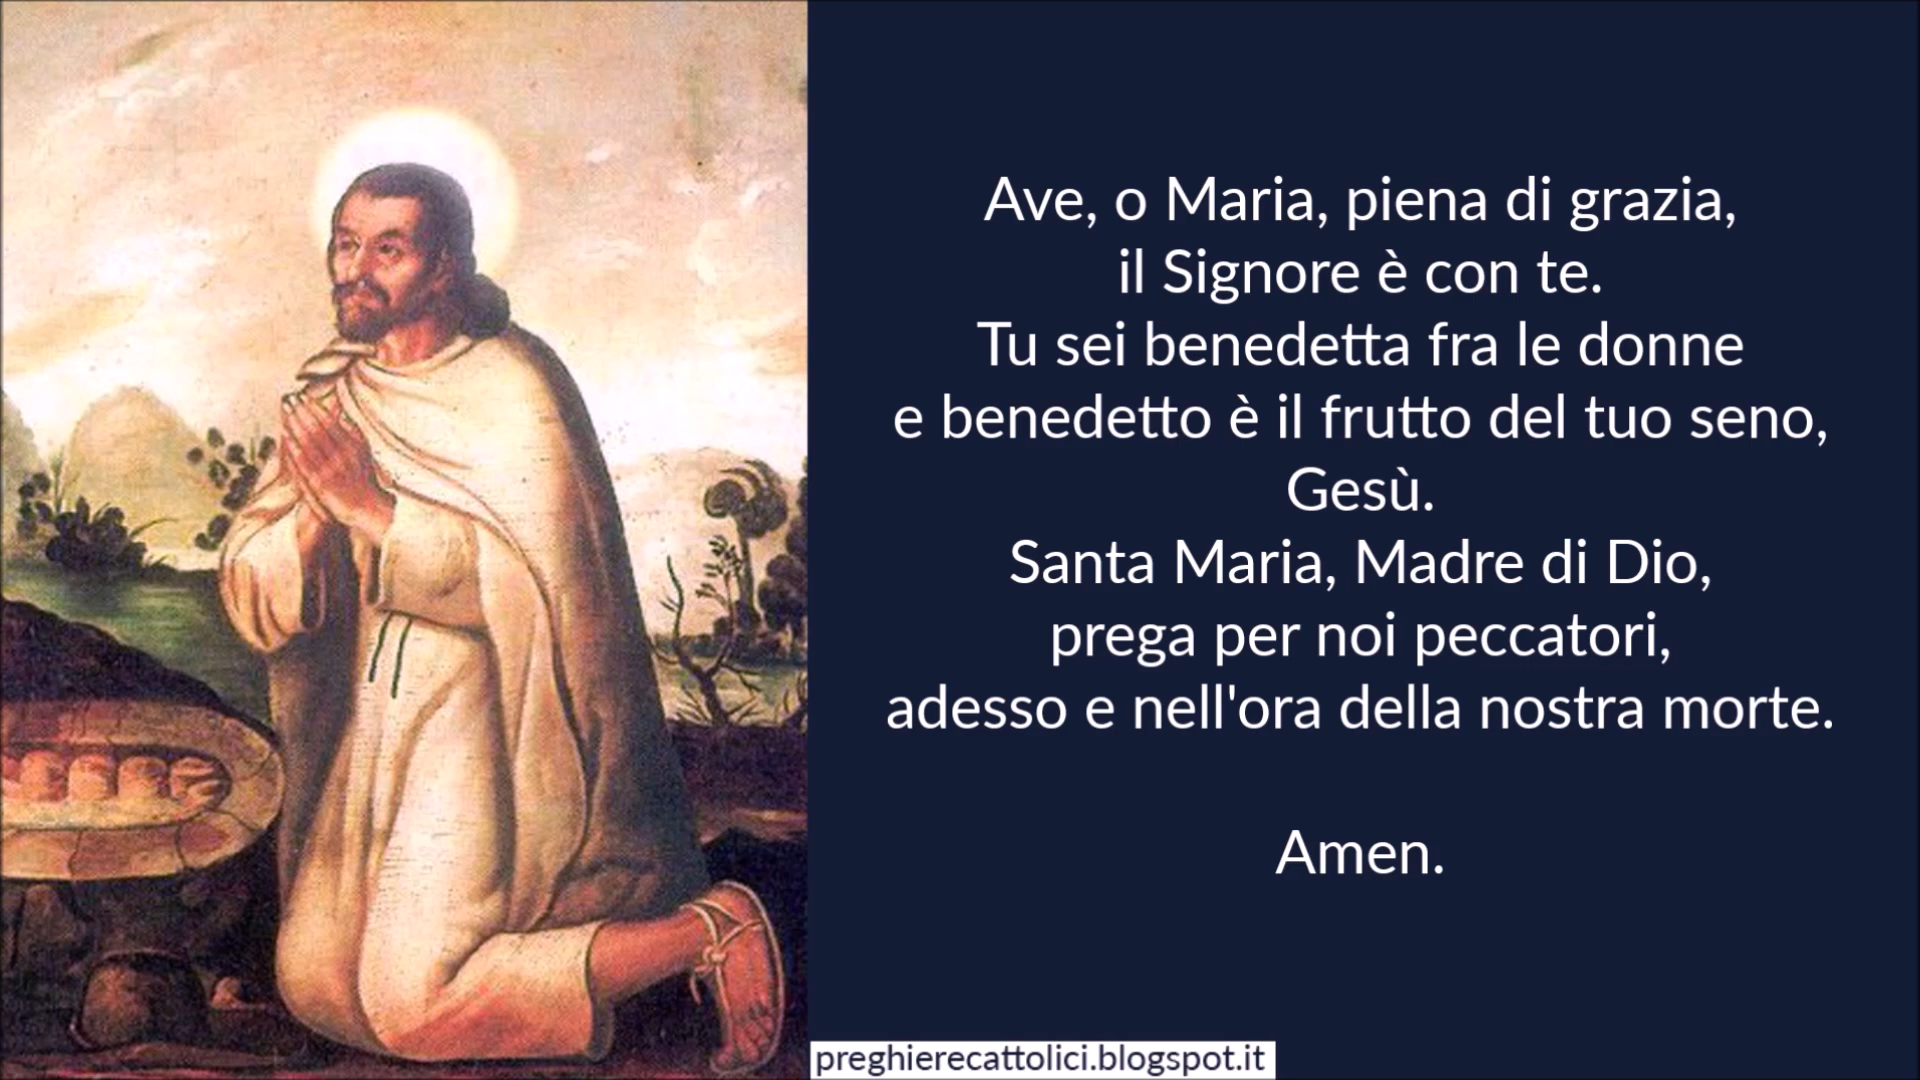 Ave, o Maria, piena di grazia,
il Signore è con te.
Tu sei benedetta fra le donne
e benedetto è il frutto del tuo seno,
Gesù.
Santa Maria, Madre di Dio,
prega per noi peccatori,
adesso e nell'ora della nostra morte.
Amen.
preghierecattolici.blogspot.it